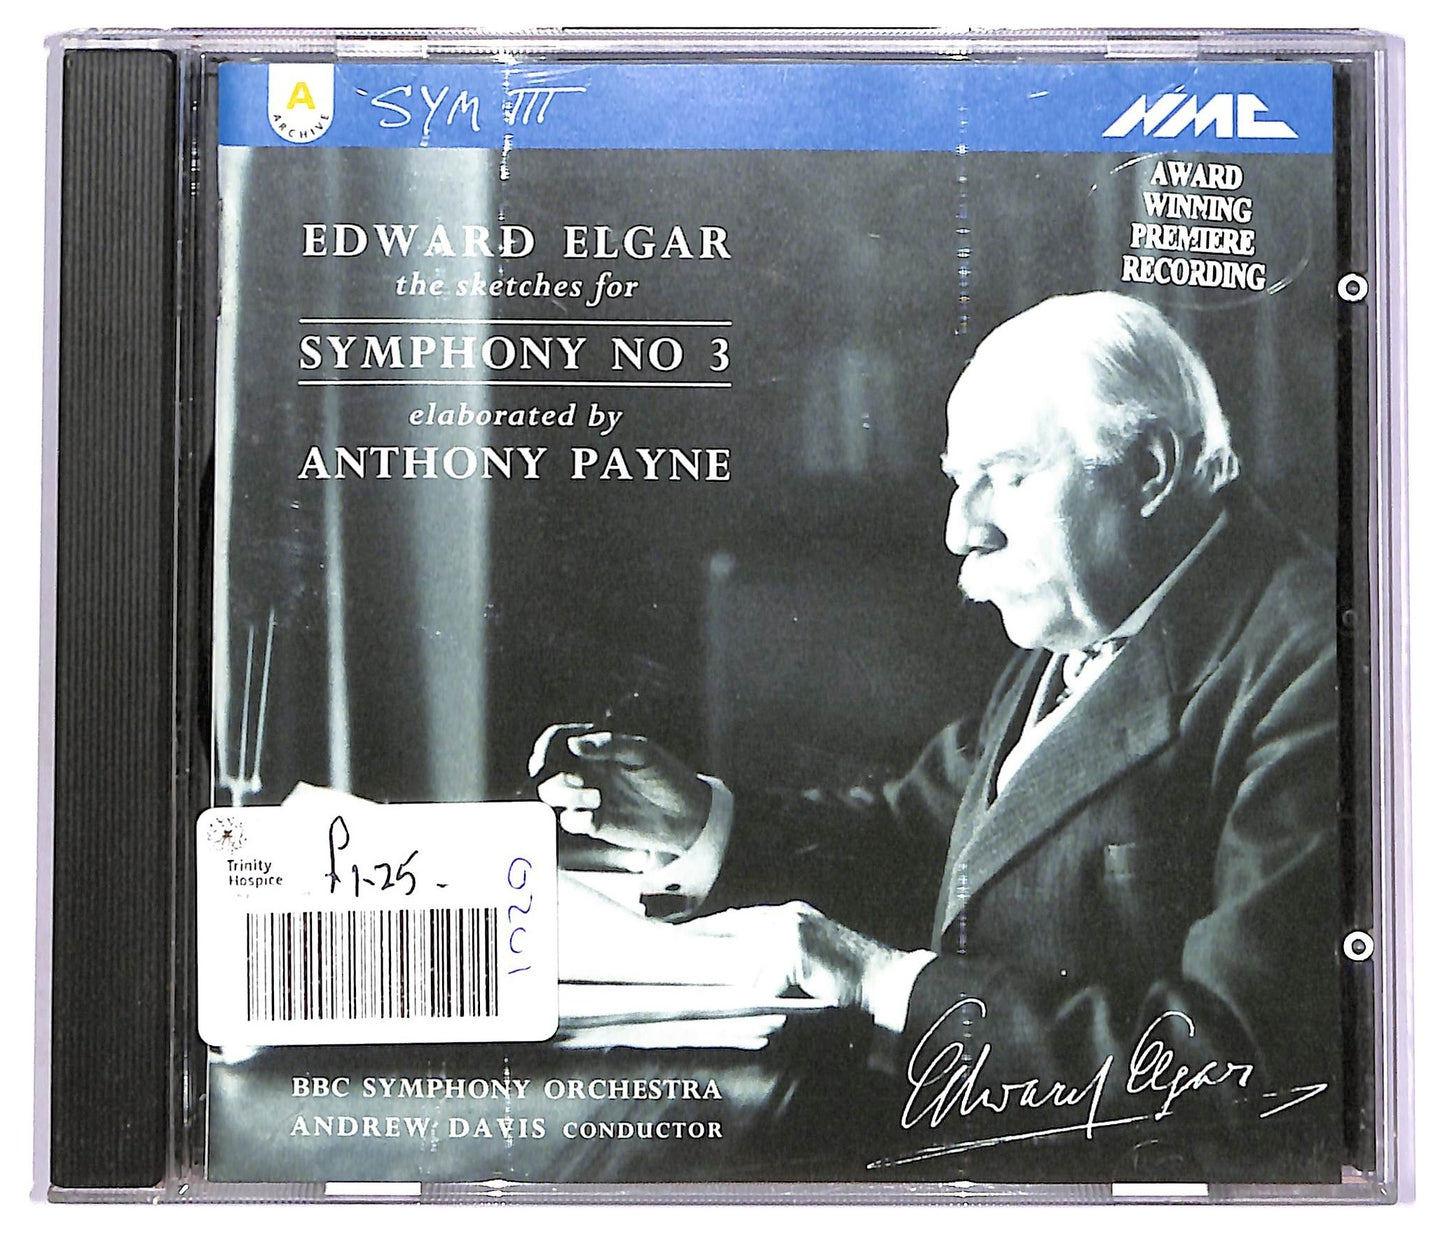 A
ARCHIVE
SYM III
NMC
AWARD
WINNING
PREMIERE
RECORDING
EDWARD ELGAR
the sketches for
SYMPHONY NO 3
elaborated by
ANTHONY PAYNE
Trinity
Hospice
£1-25-
0201
BBC SYMPHONY ORCHESTRA
ANDREW DAVIS CONDUCTOR
Edward Elgar